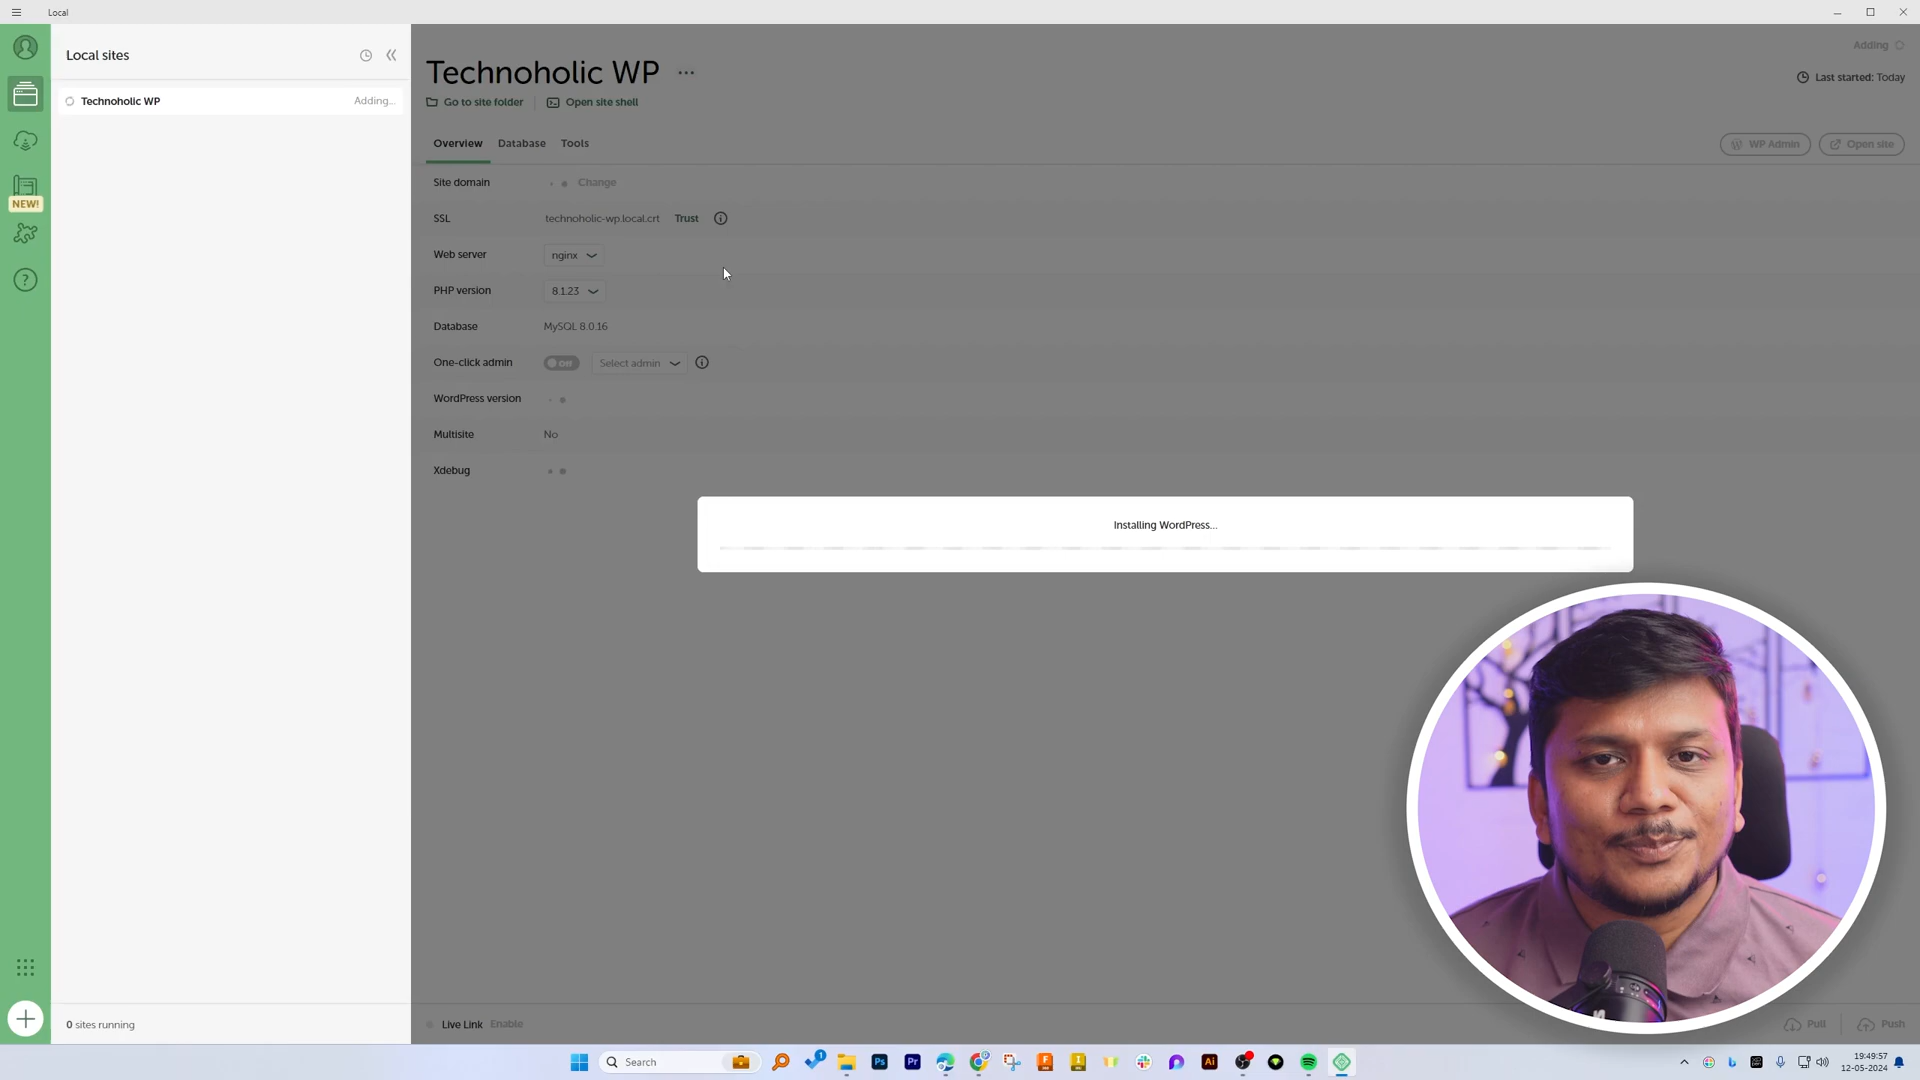 Local
Local sites
Technoholic WP
Adding...
NEW!
0 sites running
Technoholic WP
Adding
Last started: Today
Go to site folder
Open site shell
Overview
Database
Tools
WP Admin
Open site
Site domain
Change
SSL
technoholic-wp.local.crt
Trust
Web server
nginx
PHP version
8.1.23
Database
MySQL 8.0.16
One-click admin
Off
Select admin
WordPress version
Multisite
No
Xdebug
Installing WordPress...
Live Link
Enable
Pull
Push
Search
1
Ps
Pr
Ai
19:49:57
12-05-2024